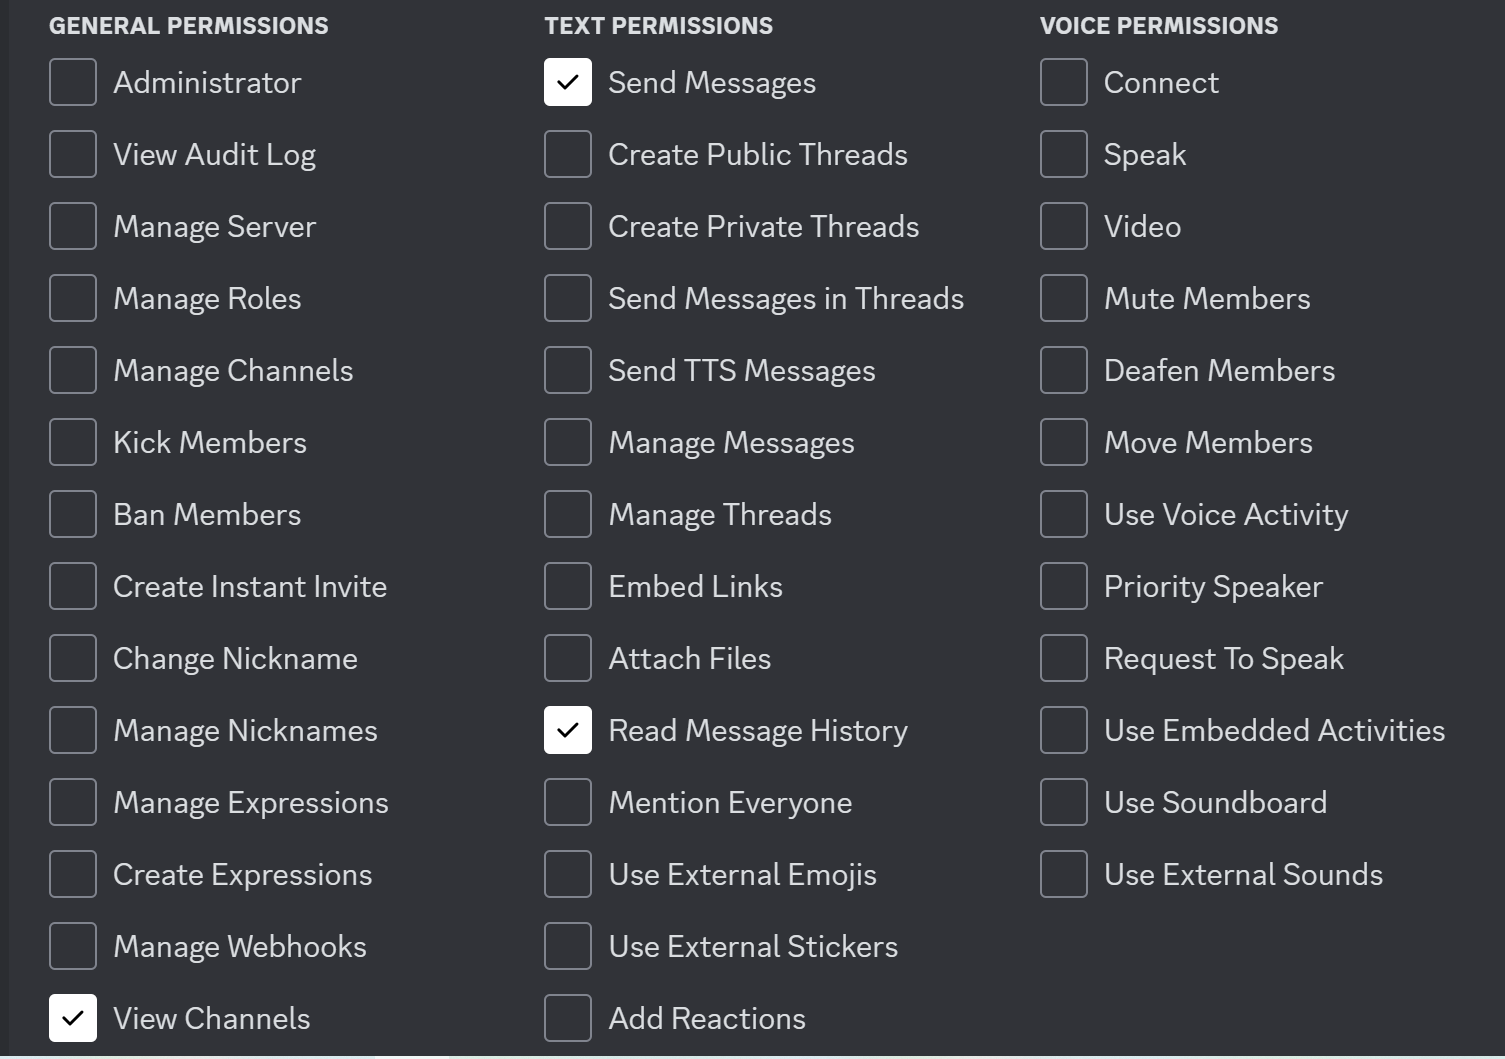 GENERAL PERMISSIONS
Administrator
View Audit Log
Manage Server
Manage Roles
Manage Channels
Kick Members
Ban Members
Create Instant Invite
Change Nickname
Manage Nicknames
Manage Expressions
Create Expressions
Manage Webhooks
View Channels
TEXT PERMISSIONS
Send Messages
Create Public Threads
Create Private Threads
Send Messages in Threads
Send TTS Messages
Manage Messages
Manage Threads
Embed Links
Attach Files
Read Message History
Mention Everyone
Use External Emojis
Use External Stickers
Add Reactions
VOICE PERMISSIONS
Connect
Speak
Video
Mute Members
Deafen Members
Move Members
Use Voice Activity
Priority Speaker
Request To Speak
Use Embedded Activities
Use Soundboard
Use External Sounds